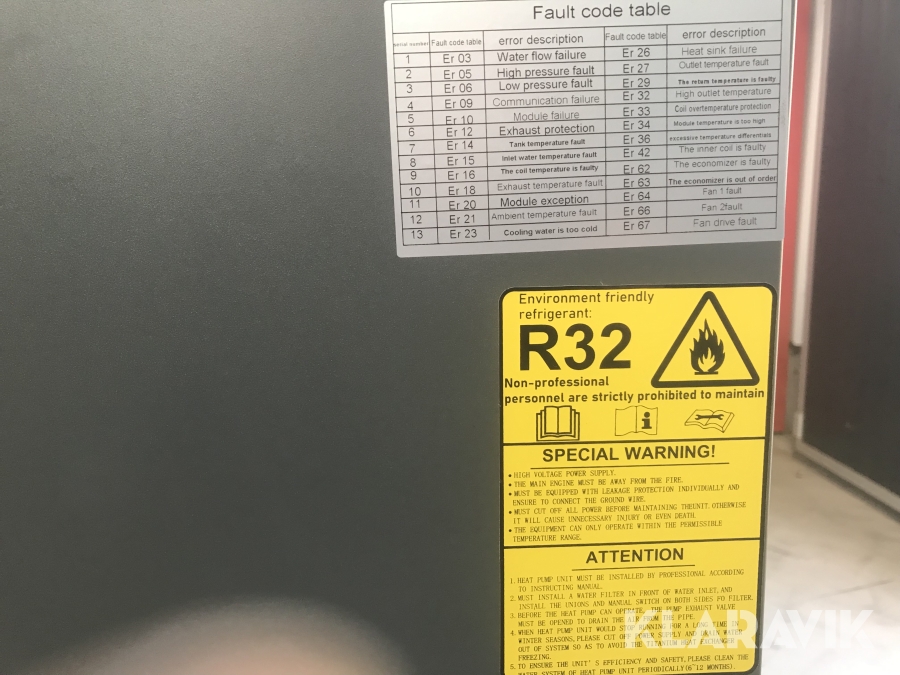 Fault code table
serial number Fault code table error description Fault code table error description
1 Er 03 Water flow failure Er 26 Heat sink failure
2 Er 05 High pressure fault Er 27 Outlet temperature fault
3 Er 06 Low pressure fault Er 29 The return temperature is faulty
4 Er 09 Communication failure Er 32 High outlet temperature
5 Er 10 Module failure Er 33 Coil overtemperature protection
6 Er 12 Exhaust protection Er 34 Module temperature is too high
7 Er 14 Tank temperature fault Er 36 excessive temperature differentials
8 Er 15 Inlet water temperature fault Er 42 The inner coil is faulty
9 Er 16 The coil temperature is faulty Er 62 The economizer is faulty
10 Er 18 Exhaust temperature fault Er 63 The economizer is out of order
11 Er 20 Module exception Er 64 Fan 1 fault
12 Er 21 Ambient temperature fault Er 66 Fan 2fault
13 Er 23 Cooling water is too cold Er 67 Fan drive fault
Environment friendly
refrigerant:
R32
Non-professional
personnel are strictly prohibited to maintain
SPECIAL WARNING!
• HIGH VOLTAGE POWER SUPPLY.
• THE MAIN ENGINE MUST BE AWAY FROM THE FIRE.
• MUST BE EQUIPPED WITH LEAKAGE PROTECTION INDIVIDUALLY AND
ENSURE TO CONNECT THE GROUND WIRE.
• MUST CUT OFF ALL POWER BEFORE MAINTAINING THEUNIT. OTHERWISE
IT WILL CAUSE UNNECESSARY INJURY OR EVEN DEATH.
• THE EQUIPMENT CAN ONLY OPERATE WITHIN THE PERMISSIBLE
TEMPERATURE RANGE.
ATTENTION
1. HEAT PUMP UNIT MUST BE INSTALLED BY PROFESSIONAL ACCORDING
TO INSTRUCTING MANUAL.
2. MUST INSTALL A WATER FILTER IN FRONT OF WATER INLET, AND
INSTALL THE UNIONS AND MANUAL SWITCH ON BOTH SIDES FO FILTER.
3. BEFORE THE HEAT PUMP CAN OPERATE, THE PUMP EXHAUST VALVE
MUST BE OPENED TO DRAIN THE AIR FROM THE PIPE.
4. WHEN HEAT PUMP UNIT WOULD STOP RUNNING FOR A LONG TIME IN
WINTER SEASONS, PLEASE CUT OFF POWER SUPPLY AND DRAIN WATER
OUT OF SYSTEM SO AS TO AVOID THE TITANIUM HEAT EXCHANGER
FREEZING.
5. TO ENSURE THE UNIT'S EFFICIENCY AND SAFETY, PLEASE CLEAN THE
WATER SYSTEM OF HEAT PUMP UNIT PERIODICALLY(6~12 MONTHS).
KLARAVIK